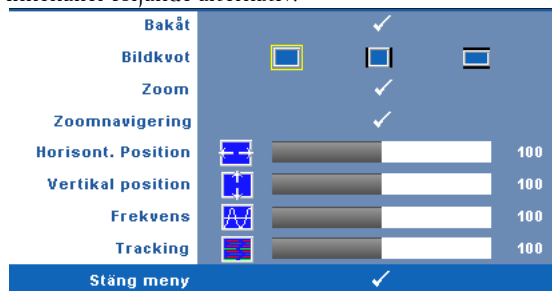 Bakåt
Bildkvot
Zoom
Zoomnavigering
Horisont. Position 100
Vertikal position 100
Frekvens 100
Tracking 100
Stäng meny